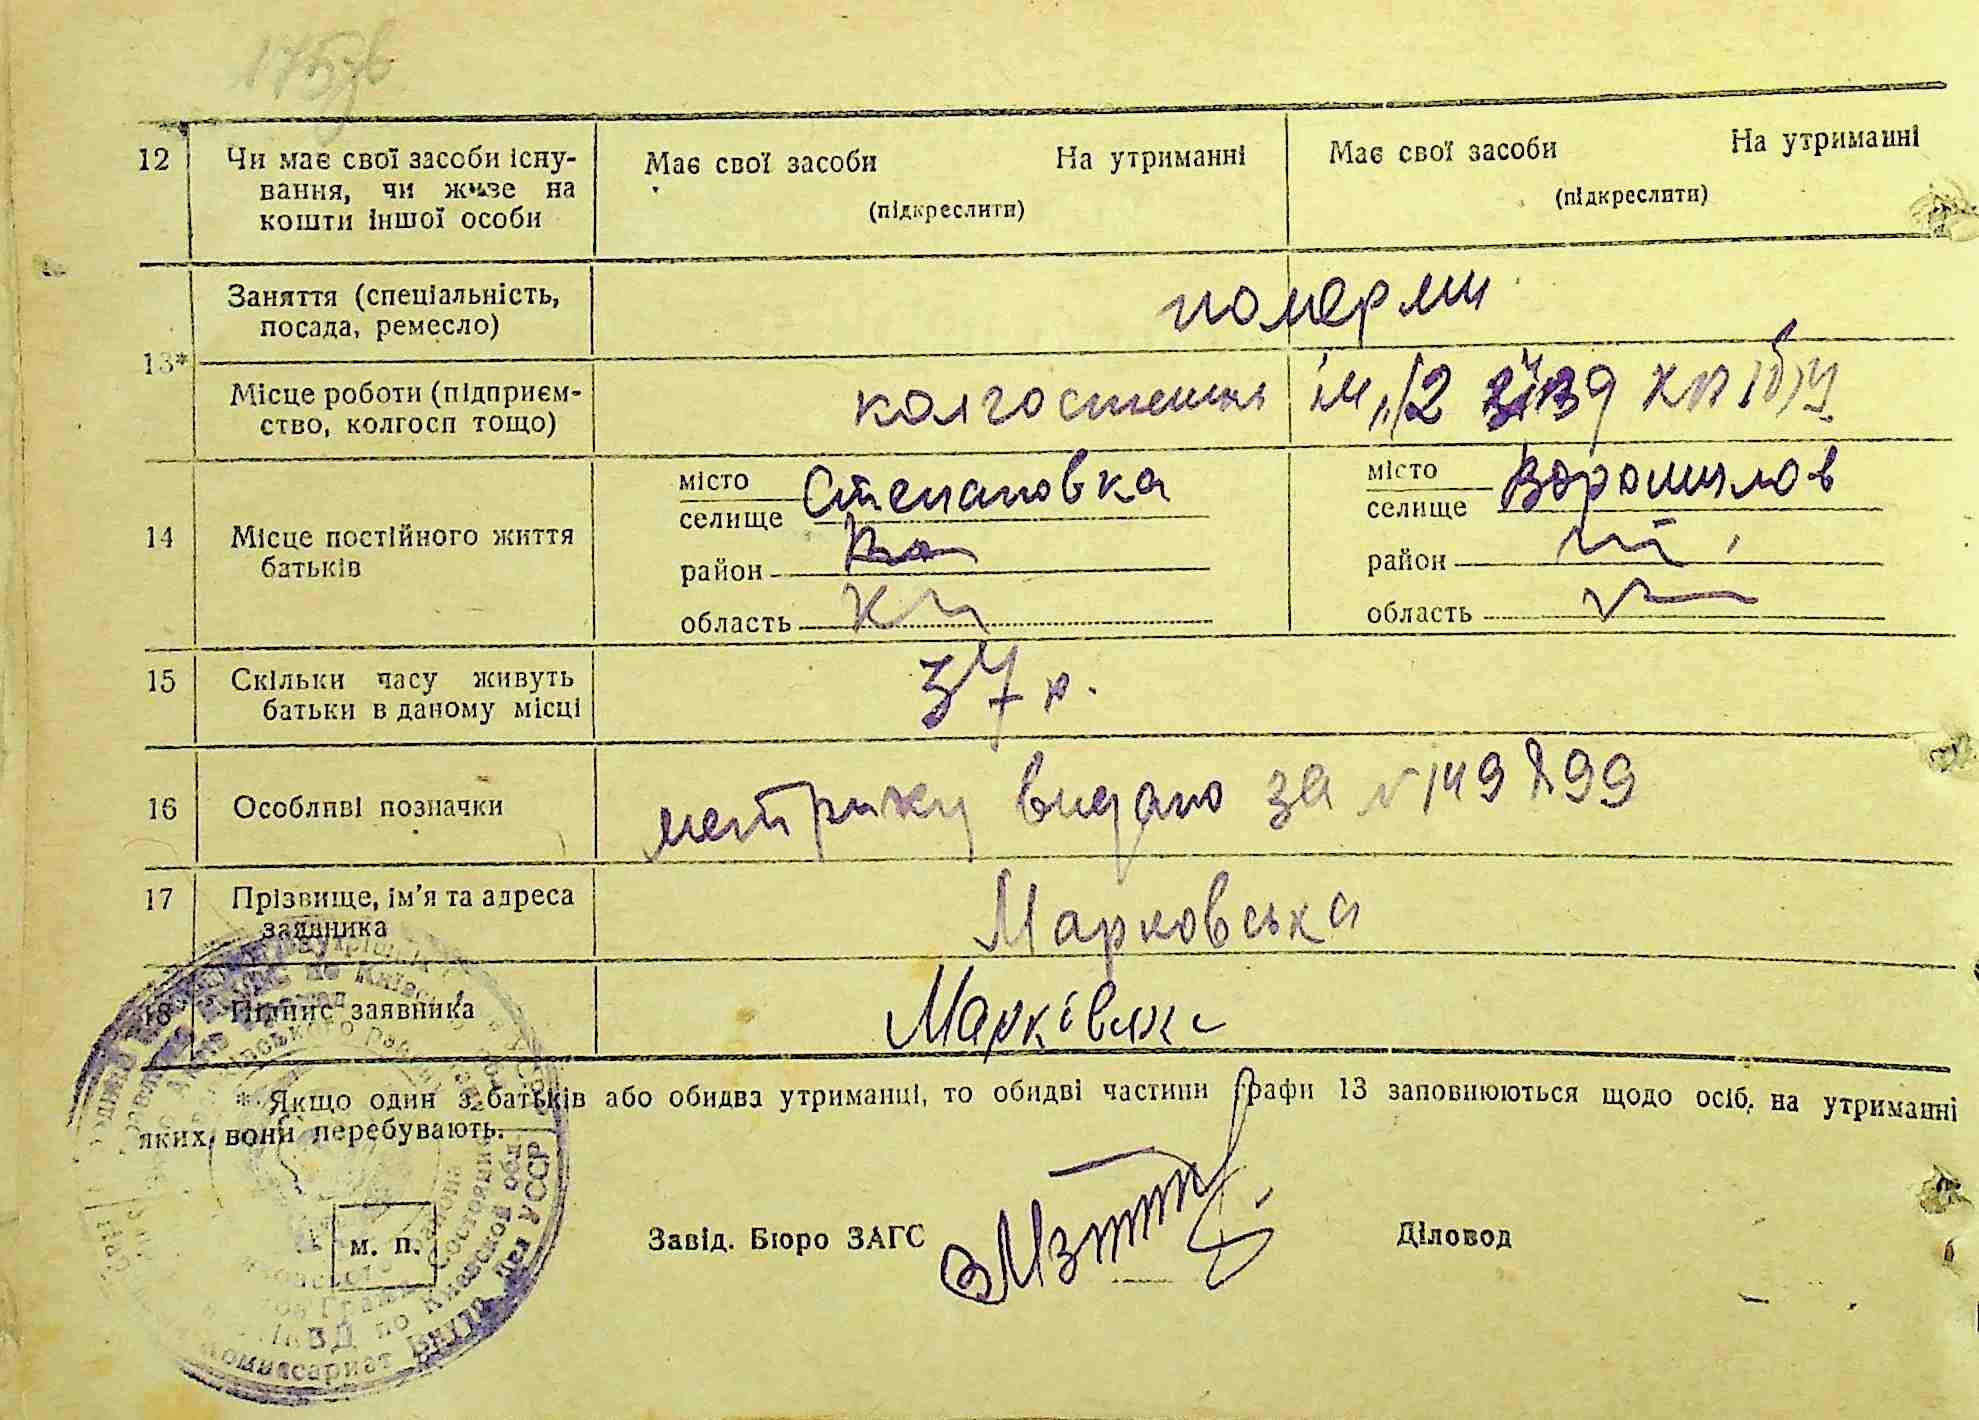 12
Чи має свої засоби існу-
вання, чи живе на
кошти іншої особи
Має свої засоби На утриманні
(підкреслити)
Має свої засоби На утриманні
(підкреслити)
13*
Заняття (спеціальність,
посада, ремесло)
померли
Місце роботи (підприєм-
ство, колгосп тощо)
ім. 12
14
Місце постійного життя
батьків
місто
селище
Степановка
район
область
місто
селище
Ворошилов
район
область
15
Скільки часу живуть
батьки в даному місці
37 р.
16
Особливі позначки
метрику видано за № 149899
17
Прізвище, ім'я та адреса
заявника
Марковська
18
Підпис заявника
* Якщо один з батьків або обидва утриманці, то обидві частини графи 13 заповнюються щодо осіб, на утриманні
яких вони перебувають.
м. п.
Завід. Бюро ЗАГС
Діловод